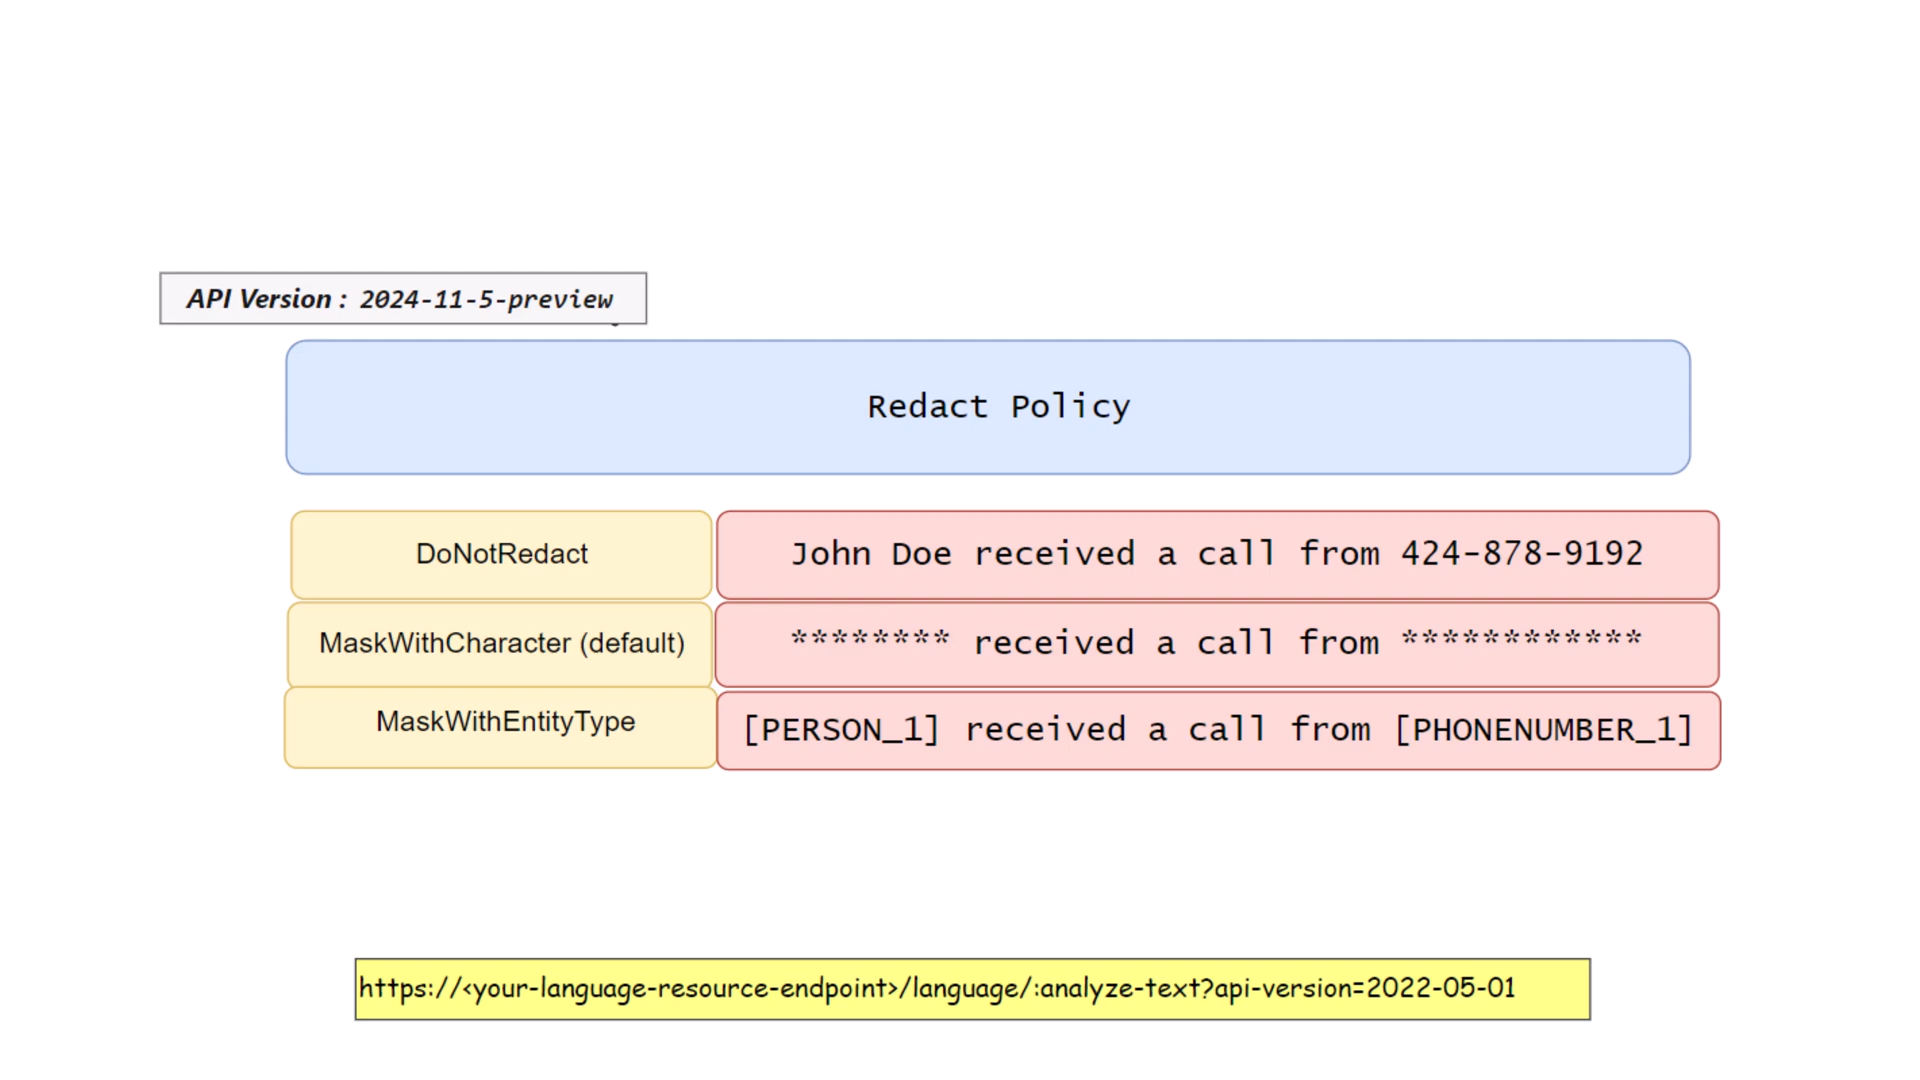 API Version : 2024-11-5-preview
Redact Policy
DoNotRedact
John Doe received a call from 424-878-9192
MaskWithCharacter (default)
******** received a call from ************
MaskWithEntityType
[PERSON_1] received a call from [PHONENUMBER_1]
https://<your-language-resource-endpoint>/language/:analyze-text?api-version=2022-05-01